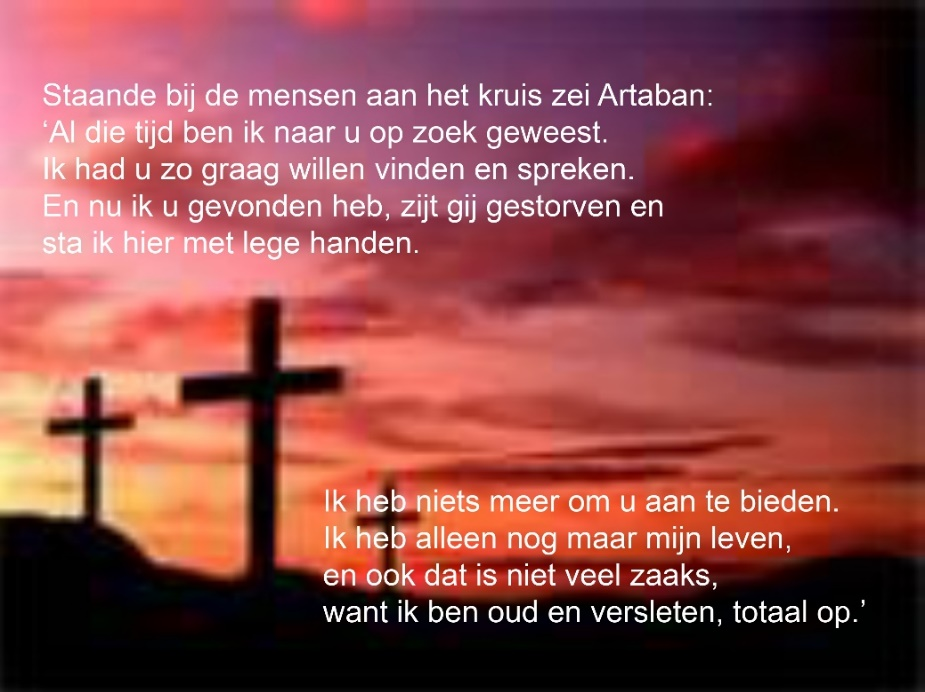 Staande bij de mensen aan het kruis zei Artaban:
‘Al die tijd ben ik naar u op zoek geweest.
Ik had u zo graag willen vinden en spreken.
En nu ik u gevonden heb, zijt gij gestorven en
sta ik hier met lege handen.
Ik heb niets meer om u aan te bieden.
Ik heb alleen nog maar mijn leven,
en ook dat is niet veel zaaks,
want ik ben oud en versleten, totaal op.’